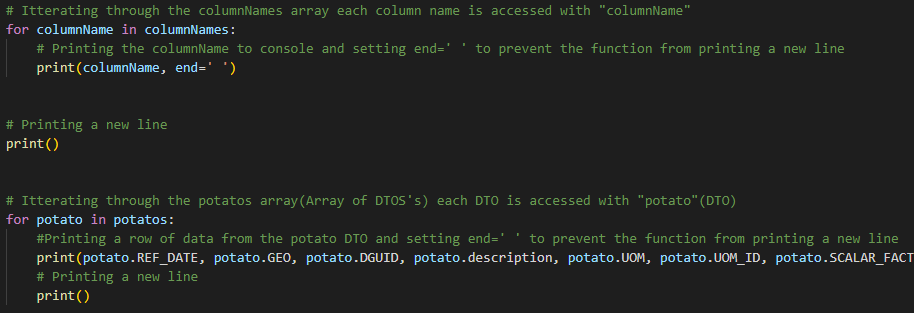 # Itterating through the columnNames array each column name is accessed with "columnName"
for columnName in columnNames:
    # Printing the columnName to console and setting end=' ' to prevent the function from printing a new line
    print(columnName, end=' ')
# Printing a new line
print()
# Itterating through the potatos array(Array of DTOS's) each DTO is accessed with "potato"(DTO)
for potato in potatos:
    #Printing a row of data from the potato DTO and setting end=' ' to prevent the function from printing a new line
    print(potato.REF_DATE, potato.GEO, potato.DGUID, potato.description, potato.UOM, potato.UOM_ID, potato.SCALAR_FACT
    # Printing a new line
    print()